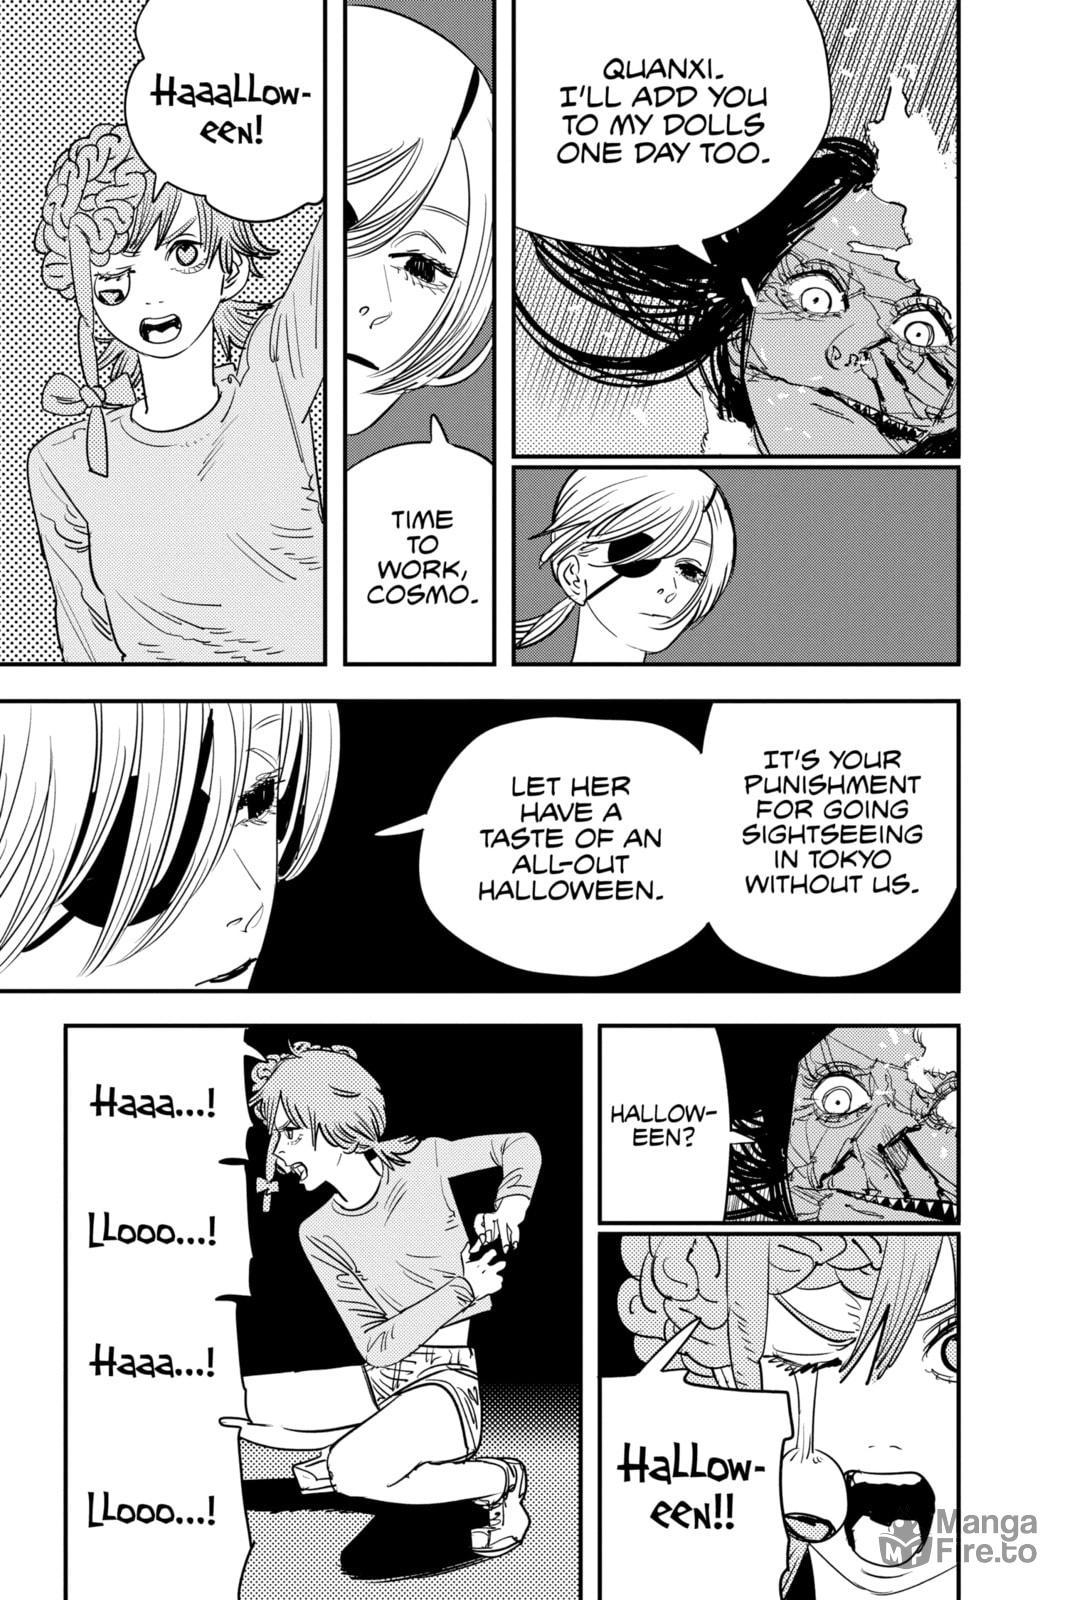 QUANXI.
I'LL ADD YOU
TO MY DOLLS
ONE DAY TOO.
TIME
TO
WORK,
COSMO.
HaaaLLOW-
eeN!
IT'S YOUR
PUNISHMENT
FOR GOING
SIGHTSEEING
IN TOKYO
WITHOUT US.
LET HER
HAVE A
TASTE OF AN
ALL-OUT
HALLOWEEN.
HALLOW-
EEN?
HaLLOW-
eeN!!
Haaa...!
LLOOO...!
Haaa...!
LLOOO...!
Manga
Fire.to